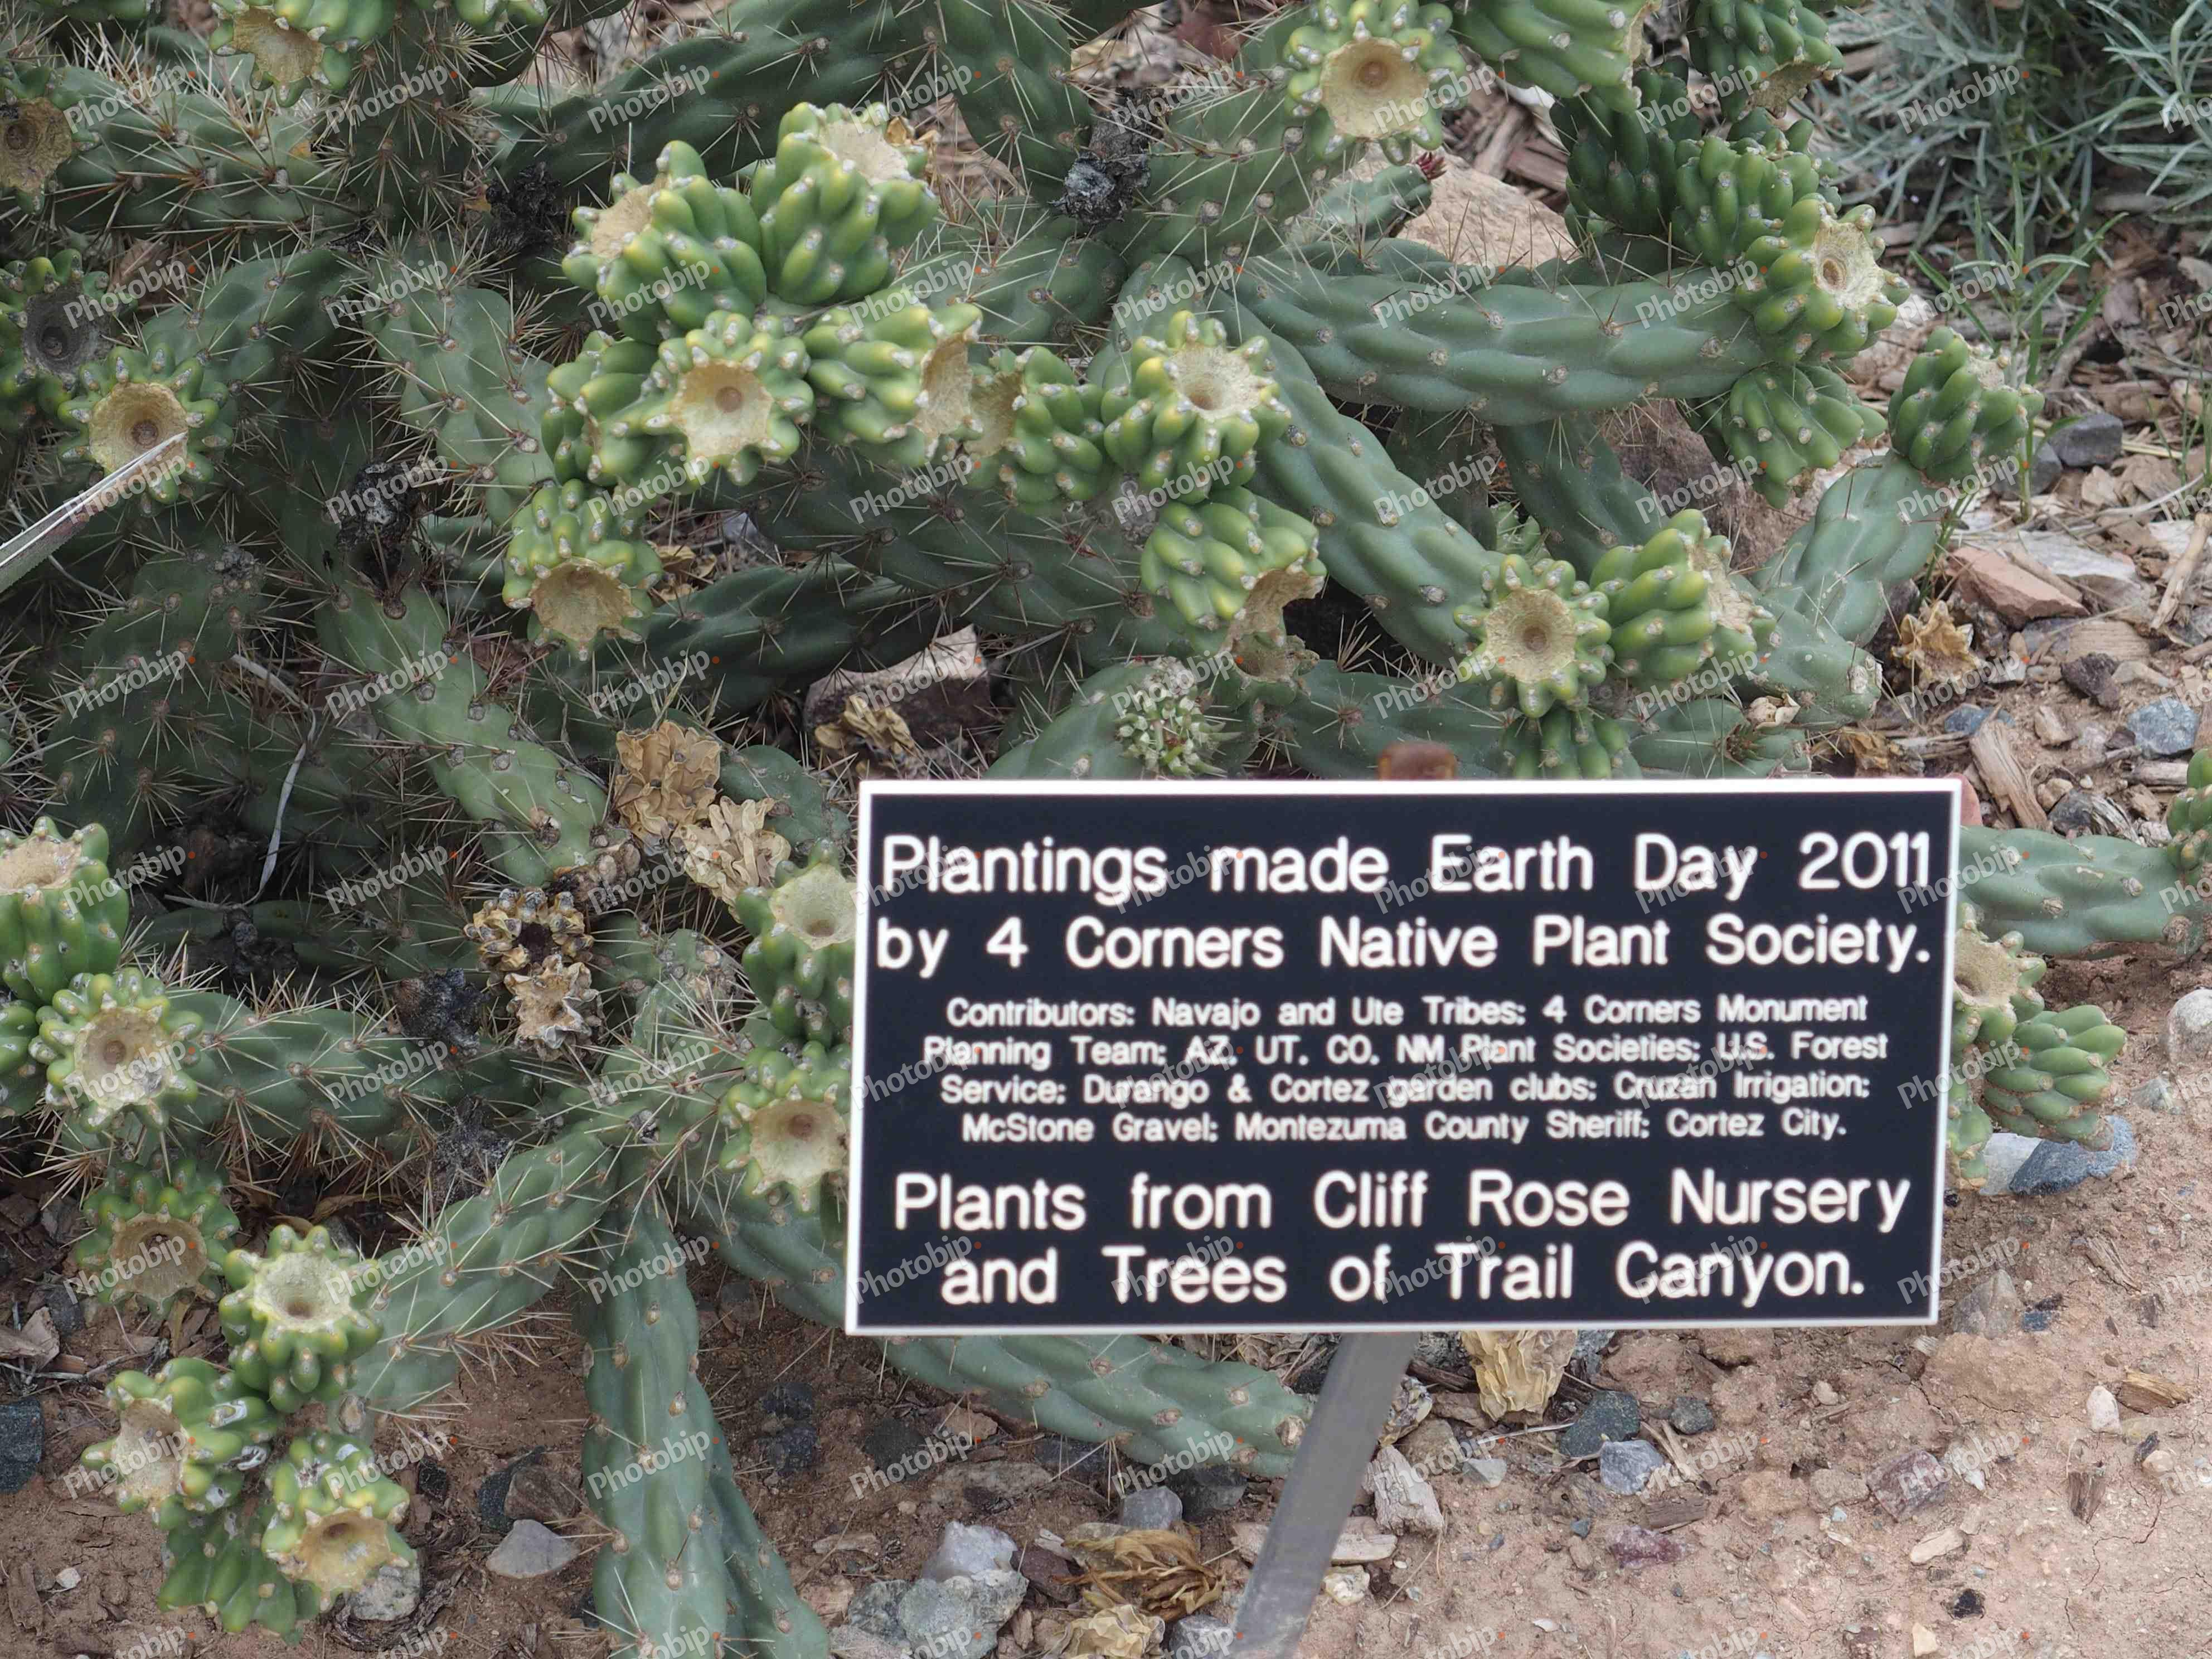 Plantings made Earth Day 2011
by 4 Corners Native Plant Society.
Contributors: Navajo and Ute Tribes; 4 Corners Monument
Planning Team; AZ, UT, CO, NM Plant Societies; U.S. Forest
Service; Durango & Cortez garden clubs; Cruzan Irrigation;
McStone Gravel; Montezuma County Sheriff; Cortez City.
Plants from Cliff Rose Nursery
and Trees of Trail Canyon.
Photobip